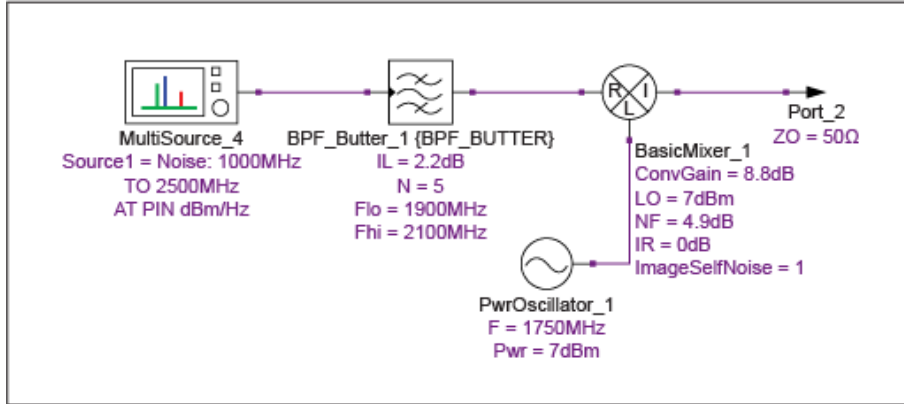 MultiSource_4
Source1 = Noise: 1000MHz
TO 2500MHz
AT PIN dBm/Hz
BPF_Butter_1 {BPF_BUTTER}
IL = 2.2dB
N = 5
Flo = 1900MHz
Fhi = 2100MHz
R I
L
BasicMixer_1
ConvGain = 8.8dB
LO = 7dBm
NF = 4.9dB
IR = 0dB
ImageSelfNoise = 1
Port_2
ZO = 50Ω
PwrOscillator_1
F = 1750MHz
Pwr = 7dBm